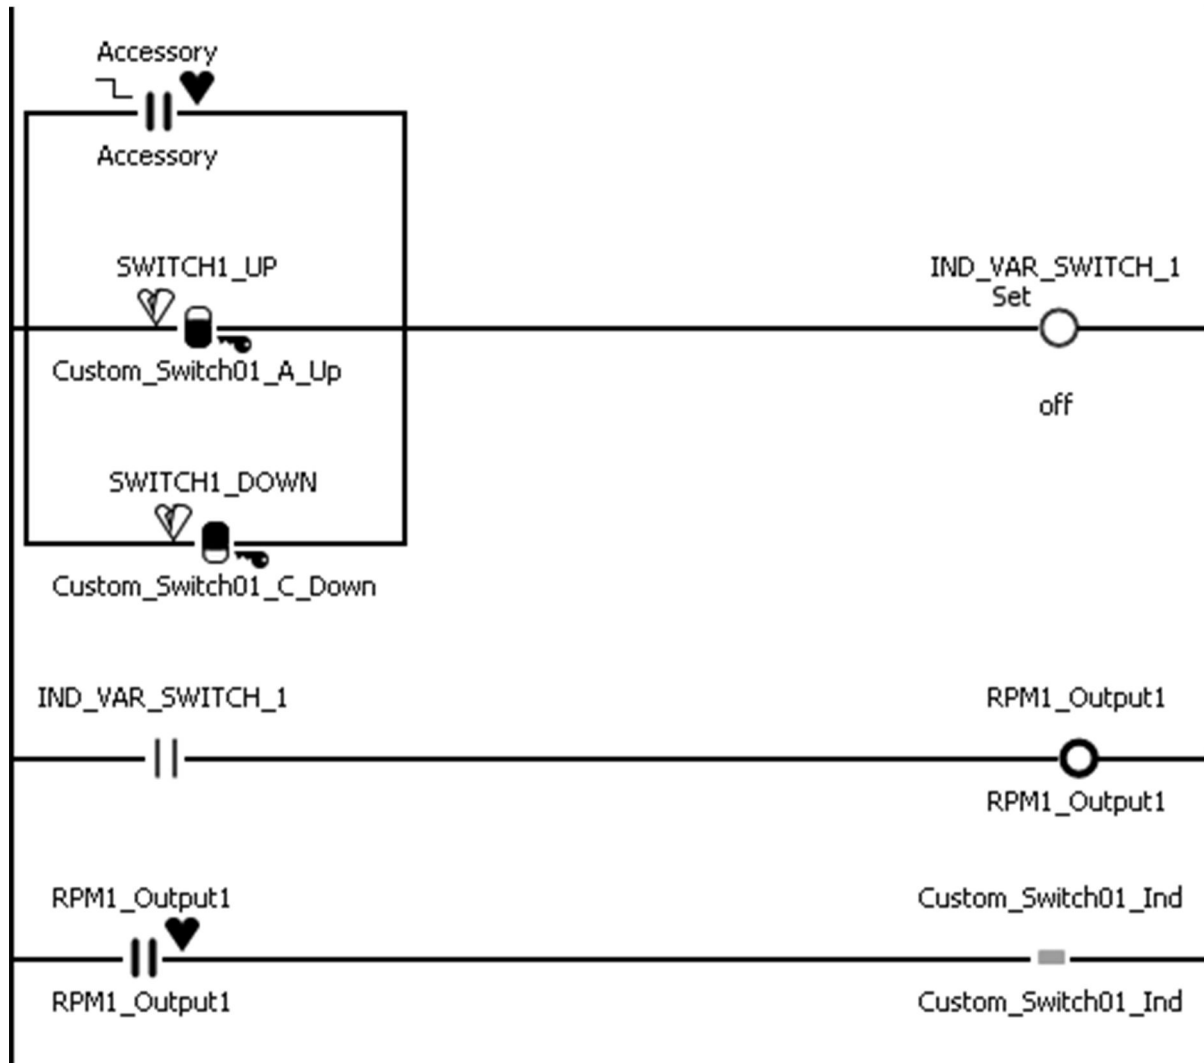 Accessory
Accessory
SWITCH1_UP
IND_VAR_SWITCH_1
Set
Custom_Switch01_A_Up
off
SWITCH1_DOWN
Custom_Switch01_C_Down
IND_VAR_SWITCH_1
RPM1_Output1
RPM1_Output1
RPM1_Output1
Custom_Switch01_Ind
RPM1_Output1
Custom_Switch01_Ind